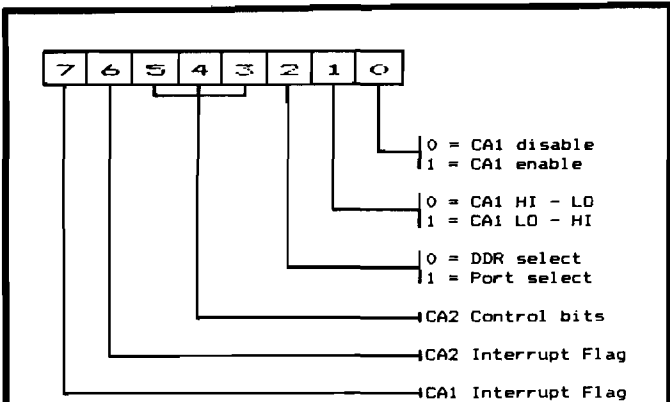 7 6 5 4 3 2 1 0
0 = CA1 disable
1 = CA1 enable
0 = CA1 HI - LO
1 = CA1 LO - HI
0 = DDR select
1 = Port select
CA2 Control bits
CA2 Interrupt Flag
CA1 Interrupt Flag